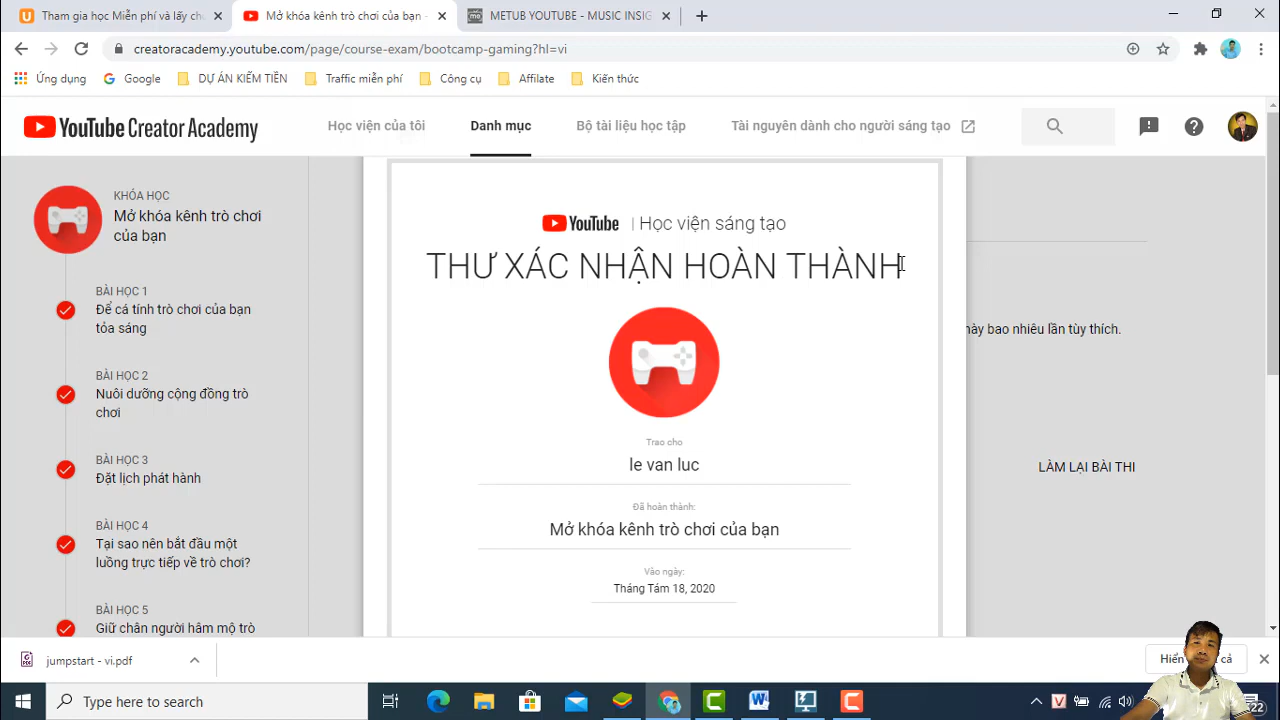 Tham gia học Miễn phí và lấy chứ
Mở khóa kênh trò chơi của bạn -
METUB YOUTUBE - MUSIC INSIG
creatoracademy.youtube.com/page/course-exam/bootcamp-gaming?hl=vi
Ứng dụng
Google
DỰ ÁN KIẾM TIỀN
Traffic miễn phí
Công cụ
Affilate
Kiến thức
YouTube Creator Academy
Học viện của tôi
Danh mục
Bộ tài liệu học tập
Tài nguyên dành cho người sáng tạo
KHÓA HỌC
Mở khóa kênh trò chơi
của bạn
BÀI HỌC 1
Để cá tính trò chơi của bạn
tỏa sáng
BÀI HỌC 2
Nuôi dưỡng cộng đồng trò
chơi
BÀI HỌC 3
Đặt lịch phát hành
BÀI HỌC 4
Tại sao nên bắt đầu một
luồng trực tiếp về trò chơi?
BÀI HỌC 5
Giữ chân người hâm mộ trò
YouTube | Học viện sáng tạo
THƯ XÁC NHẬN HOÀN THÀNH
Trao cho
le van luc
Đã hoàn thành:
Mở khóa kênh trò chơi của bạn
Vào ngày:
Tháng Tám 18, 2020
này bao nhiêu lần tùy thích.
LÀM LẠI BÀI THI
jumpstart - vi.pdf
Type here to search
22